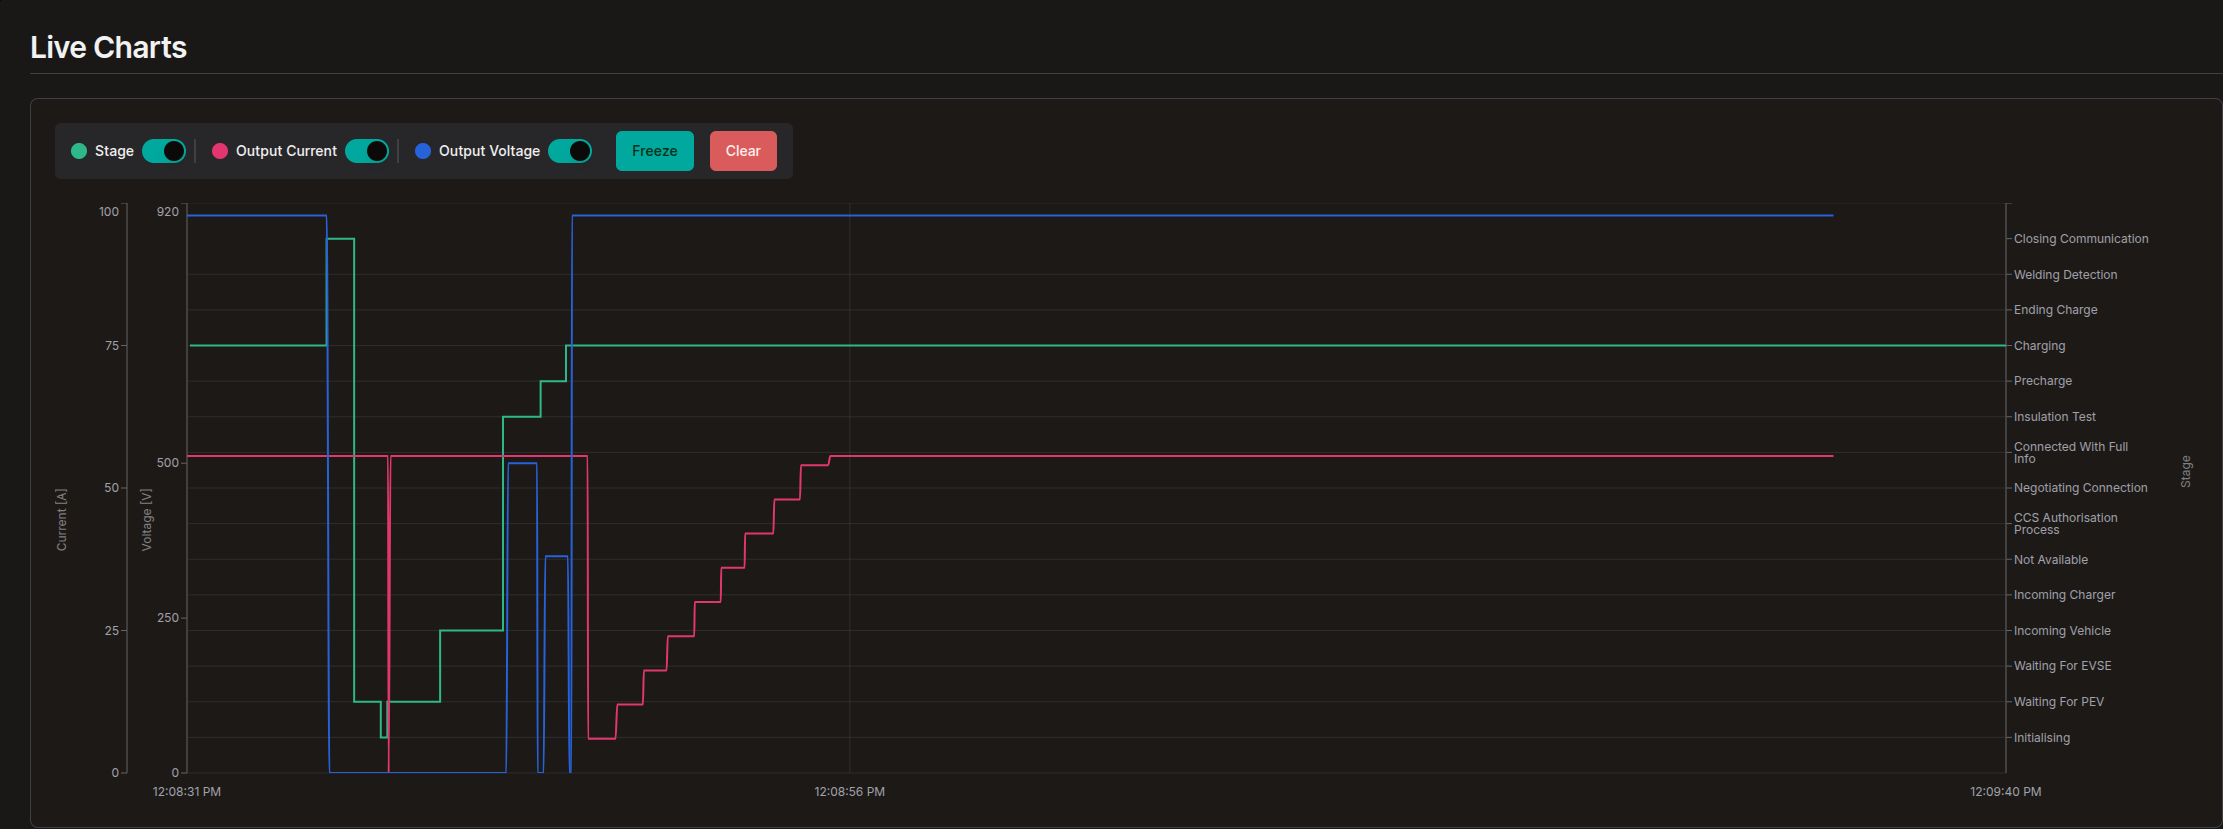 Live Charts
Stage
Output Current
Output Voltage
Freeze
Clear
100
75
50
25
0
Current [A]
920
500
250
0
Voltage [V]
Closing Communication
Welding Detection
Ending Charge
Charging
Precharge
Insulation Test
Connected With Full
Info
Negotiating Connection
CCS Authorisation
Process
Not Available
Incoming Charger
Incoming Vehicle
Waiting For EVSE
Waiting For PEV
Initialising
Stage
12:08:31 PM
12:08:56 PM
12:09:40 PM